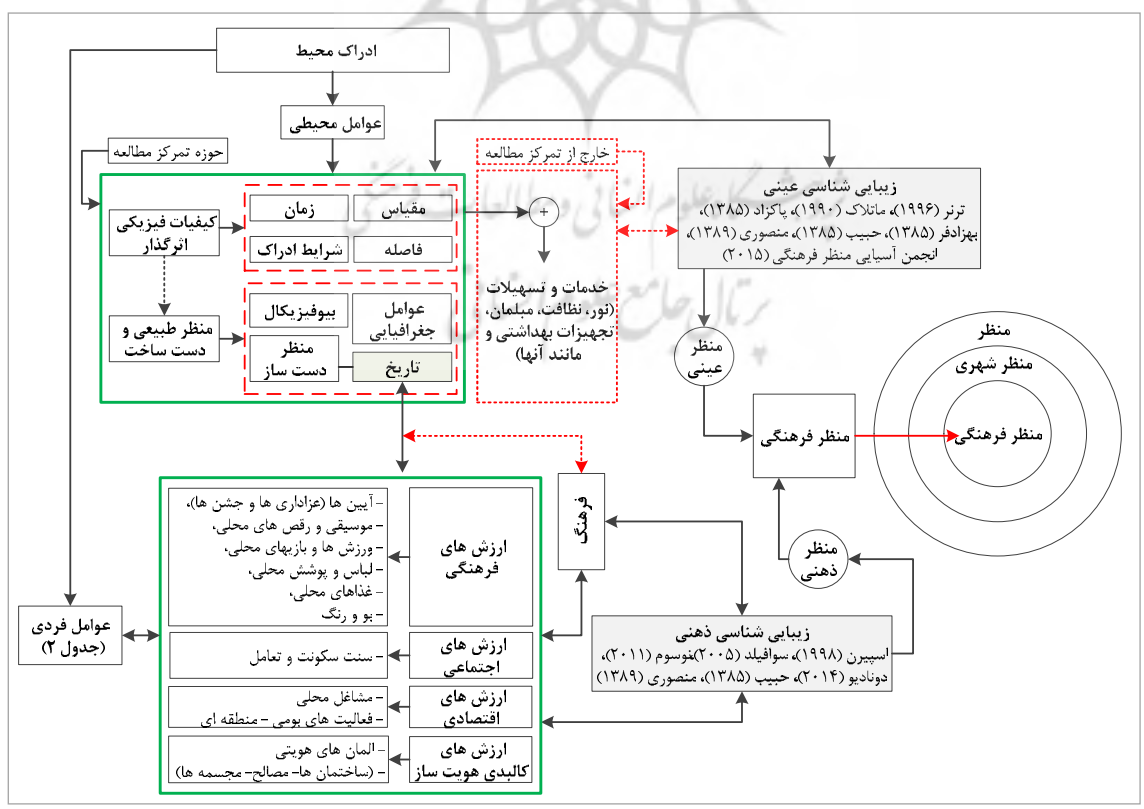 ادراک محیط
عوامل محیطی
حوزه تمرکز مطالعه
خارج از تمرکز مطالعه
کیفیات فیزیکی
اثرگذار
زمان
مقیاس
شرایط ادراک
فاصله
منظر طبیعی و
دست ساخت
بیوفیزیکال
عوامل
جغرافیایی
منظر
دست ساز
تاریخ
+
خدمات و تسهیلات
(نور، نظافت، مبلمان،
تجهیزات بهداشتی و
مانند آنها)
زیبایی شناسی عینی
ترنر (۱۹۹۶)، ماتلاک (۱۹۹۰)، پاکزاد (۱۳۸۵)،
بهزادفر (۱۳۸۵)، حبیب (۱۳۸۵)، منصوری (۱۳۸۹)،
انجمن آسیایی منظر فرهنگی (۲۰۱۵)
پرتال جامع علوم انسانی
منظر
عینی
منظر فرهنگی
منظر
منظر شهری
منظر فرهنگی
منظر
ذهنی
فرهنگ
زیبایی شناسی ذهنی
اسپیرن (۱۹۹۸)، سوافیلد (۲۰۰۵)، نوسوم (۲۰۱۱)،
دونادیو (۲۰۱۴)، حبیب (۱۳۸۵)، منصوری (۱۳۸۹)
عوامل فردی
(جدول ۲)
ارزش های
فرهنگی
- آیین ها (عزاداری ها و جشن ها)،
- موسیقی و رقص های محلی،
- ورزش ها و بازیهای محلی،
- لباس و پوشش محلی،
- غذاهای محلی،
- بو و رنگ
ارزش های
اجتماعی
- سنت سکونت و تعامل
ارزش های
اقتصادی
- مشاغل محلی
- فعالیت های بومی - منطقه ای
ارزش های
کالبدی هویت ساز
- المان های هویتی
- (ساختمان ها- مصالح- مجسمه ها)